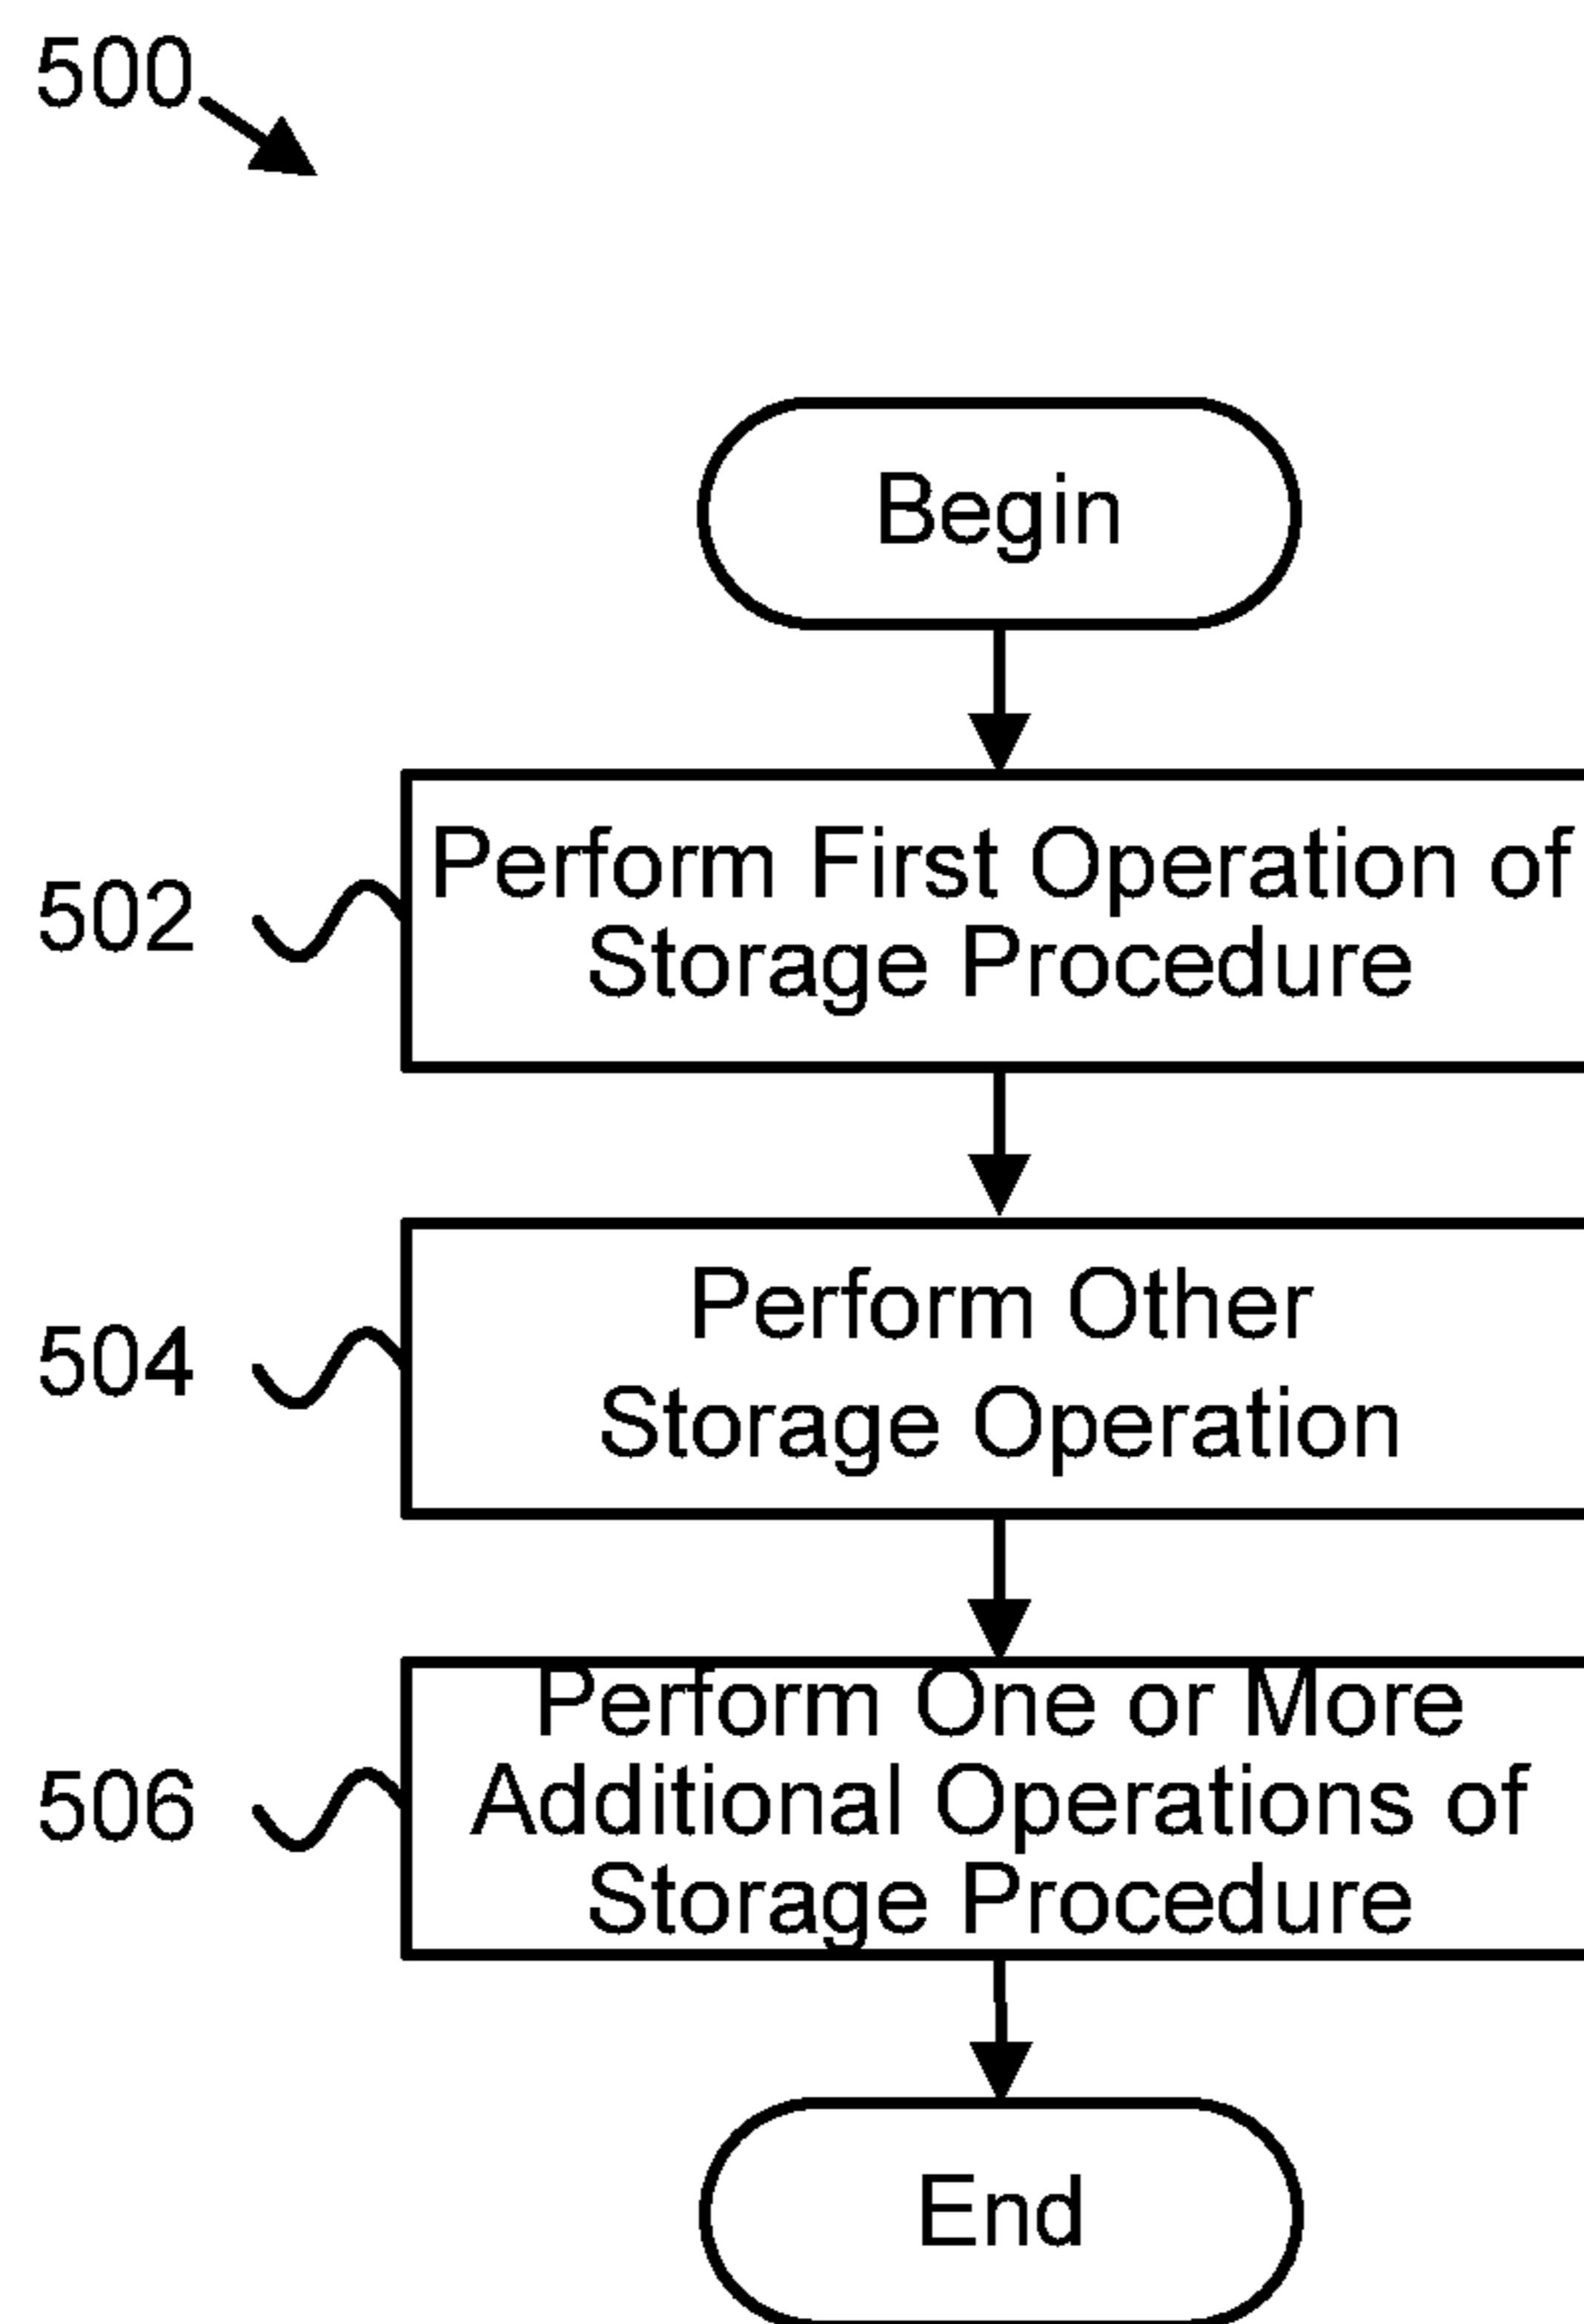 500
Begin
502
Perform First Operation of
Storage Procedure
504
Perform Other
Storage Operation
506
Perform One or More
Additional Operations of
Storage Procedure
End